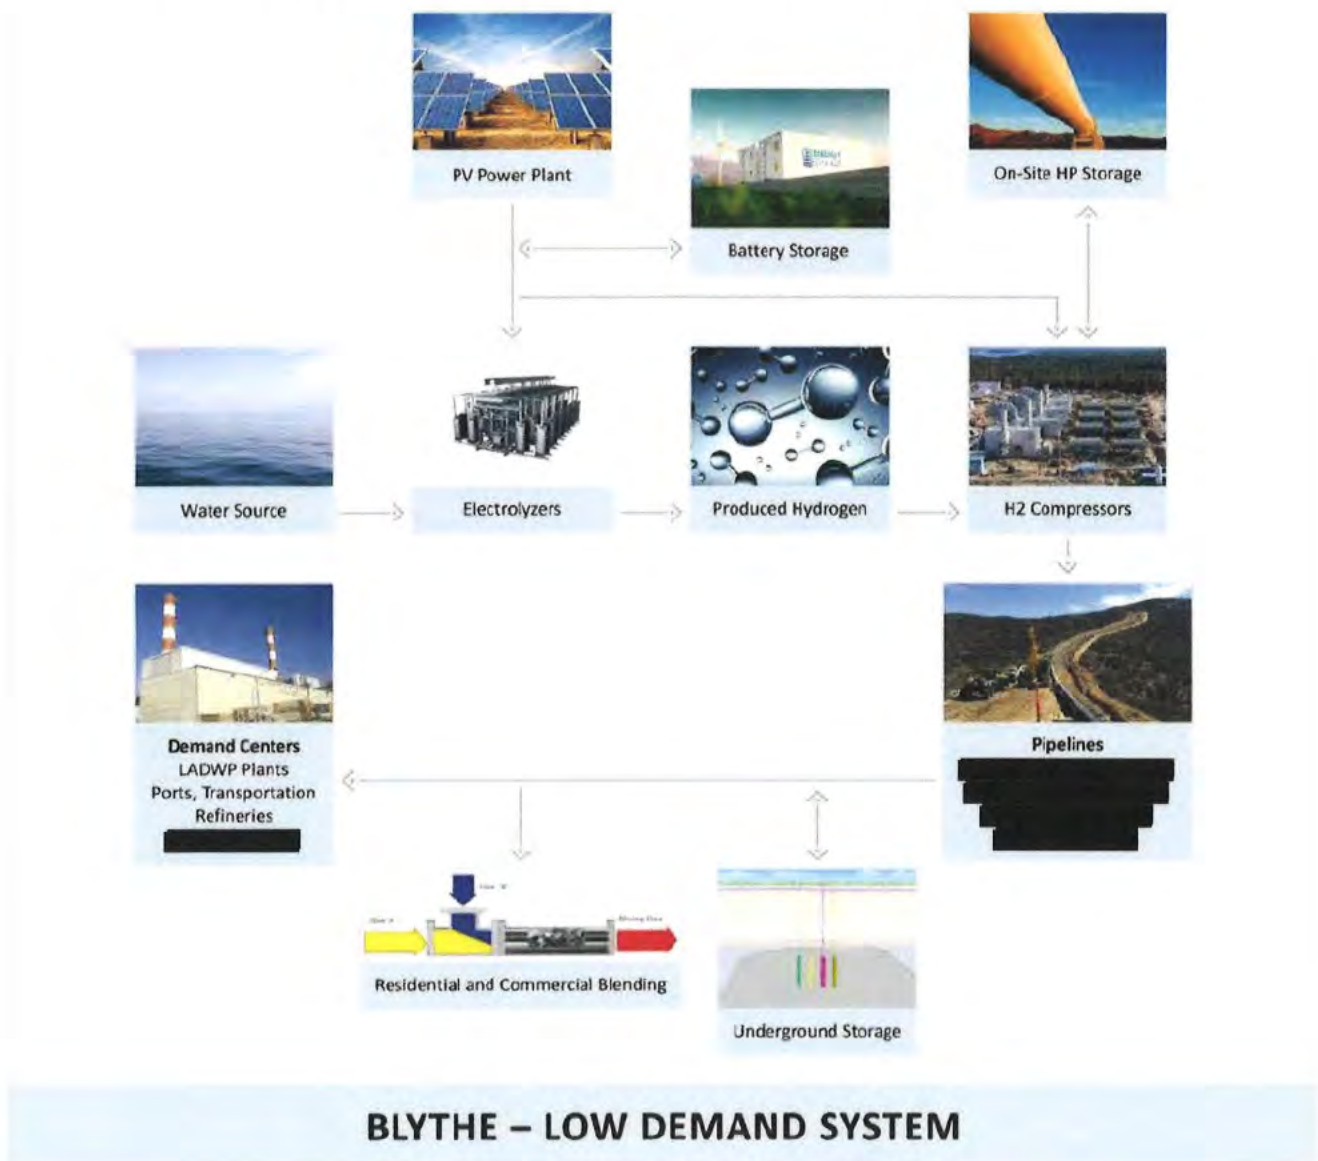 PV Power Plant
Battery Storage
On-Site HP Storage
Water Source
Electrolyzers
Produced Hydrogen
H2 Compressors
Demand Centers
LADWP Plants
Ports, Transportation
Refineries
Pipelines
Residential and Commercial Blending
Underground Storage
BLYTHE – LOW DEMAND SYSTEM